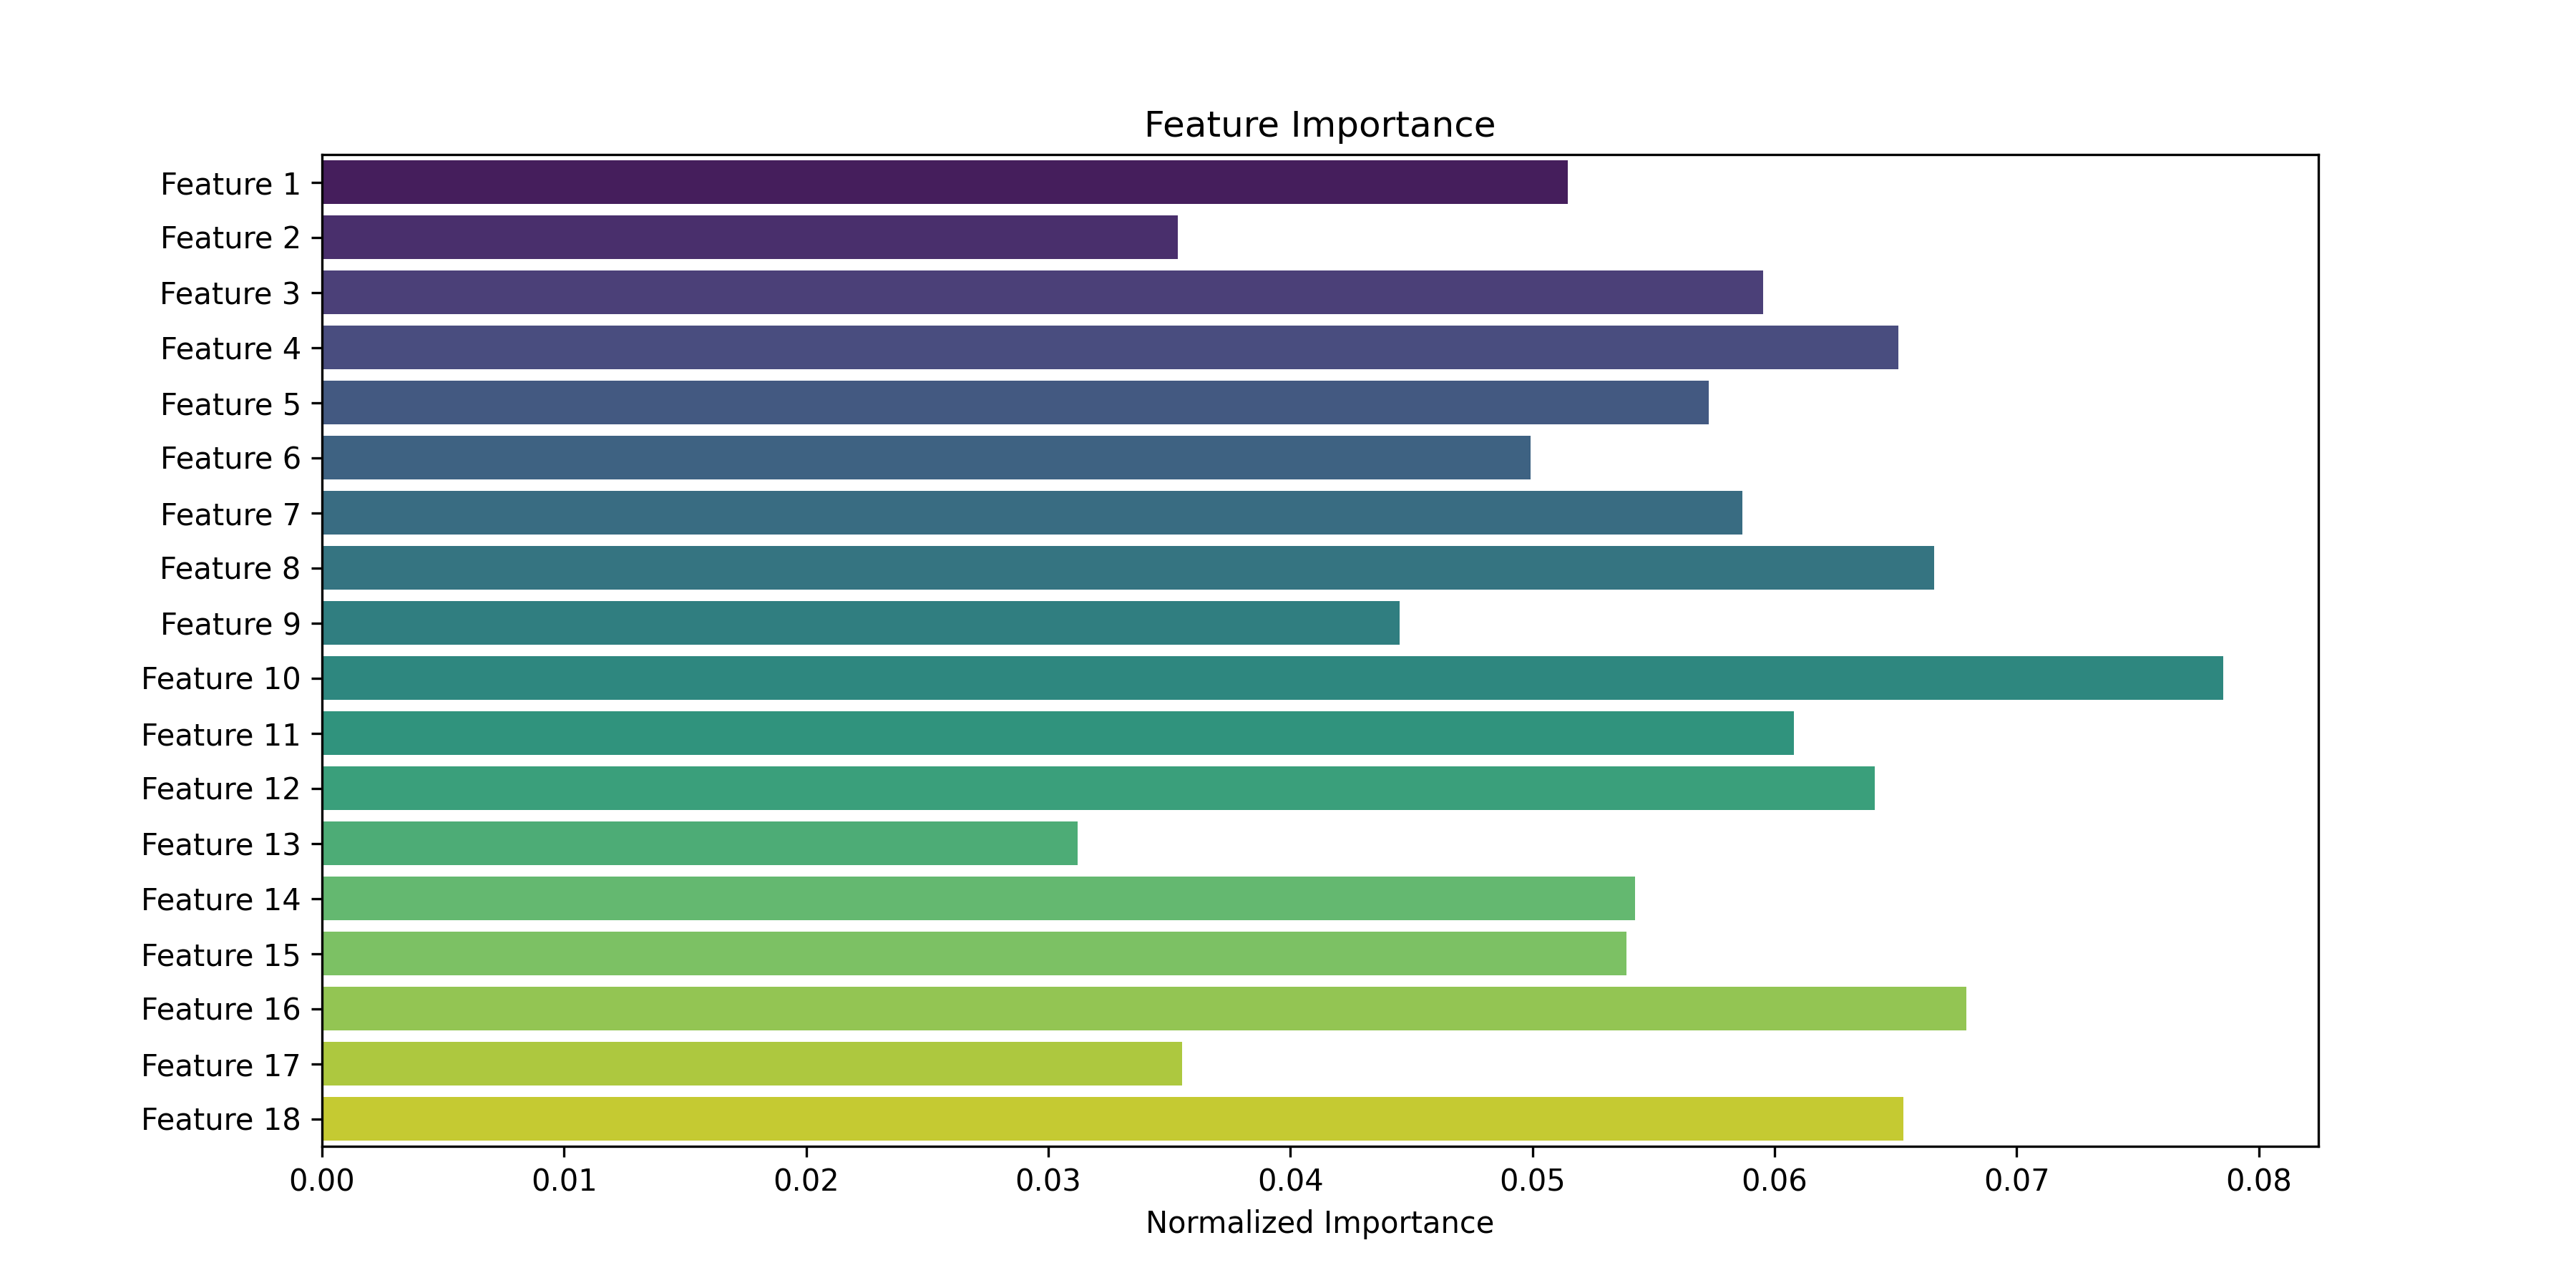 Feature Importance
Feature 1
Feature 2
Feature 3
Feature 4
Feature 5
Feature 6
Feature 7
Feature 8
Feature 9
Feature 10
Feature 11
Feature 12
Feature 13
Feature 14
Feature 15
Feature 16
Feature 17
Feature 18
0.00 0.01 0.02 0.03 0.04 0.05 0.06 0.07 0.08
Normalized Importance